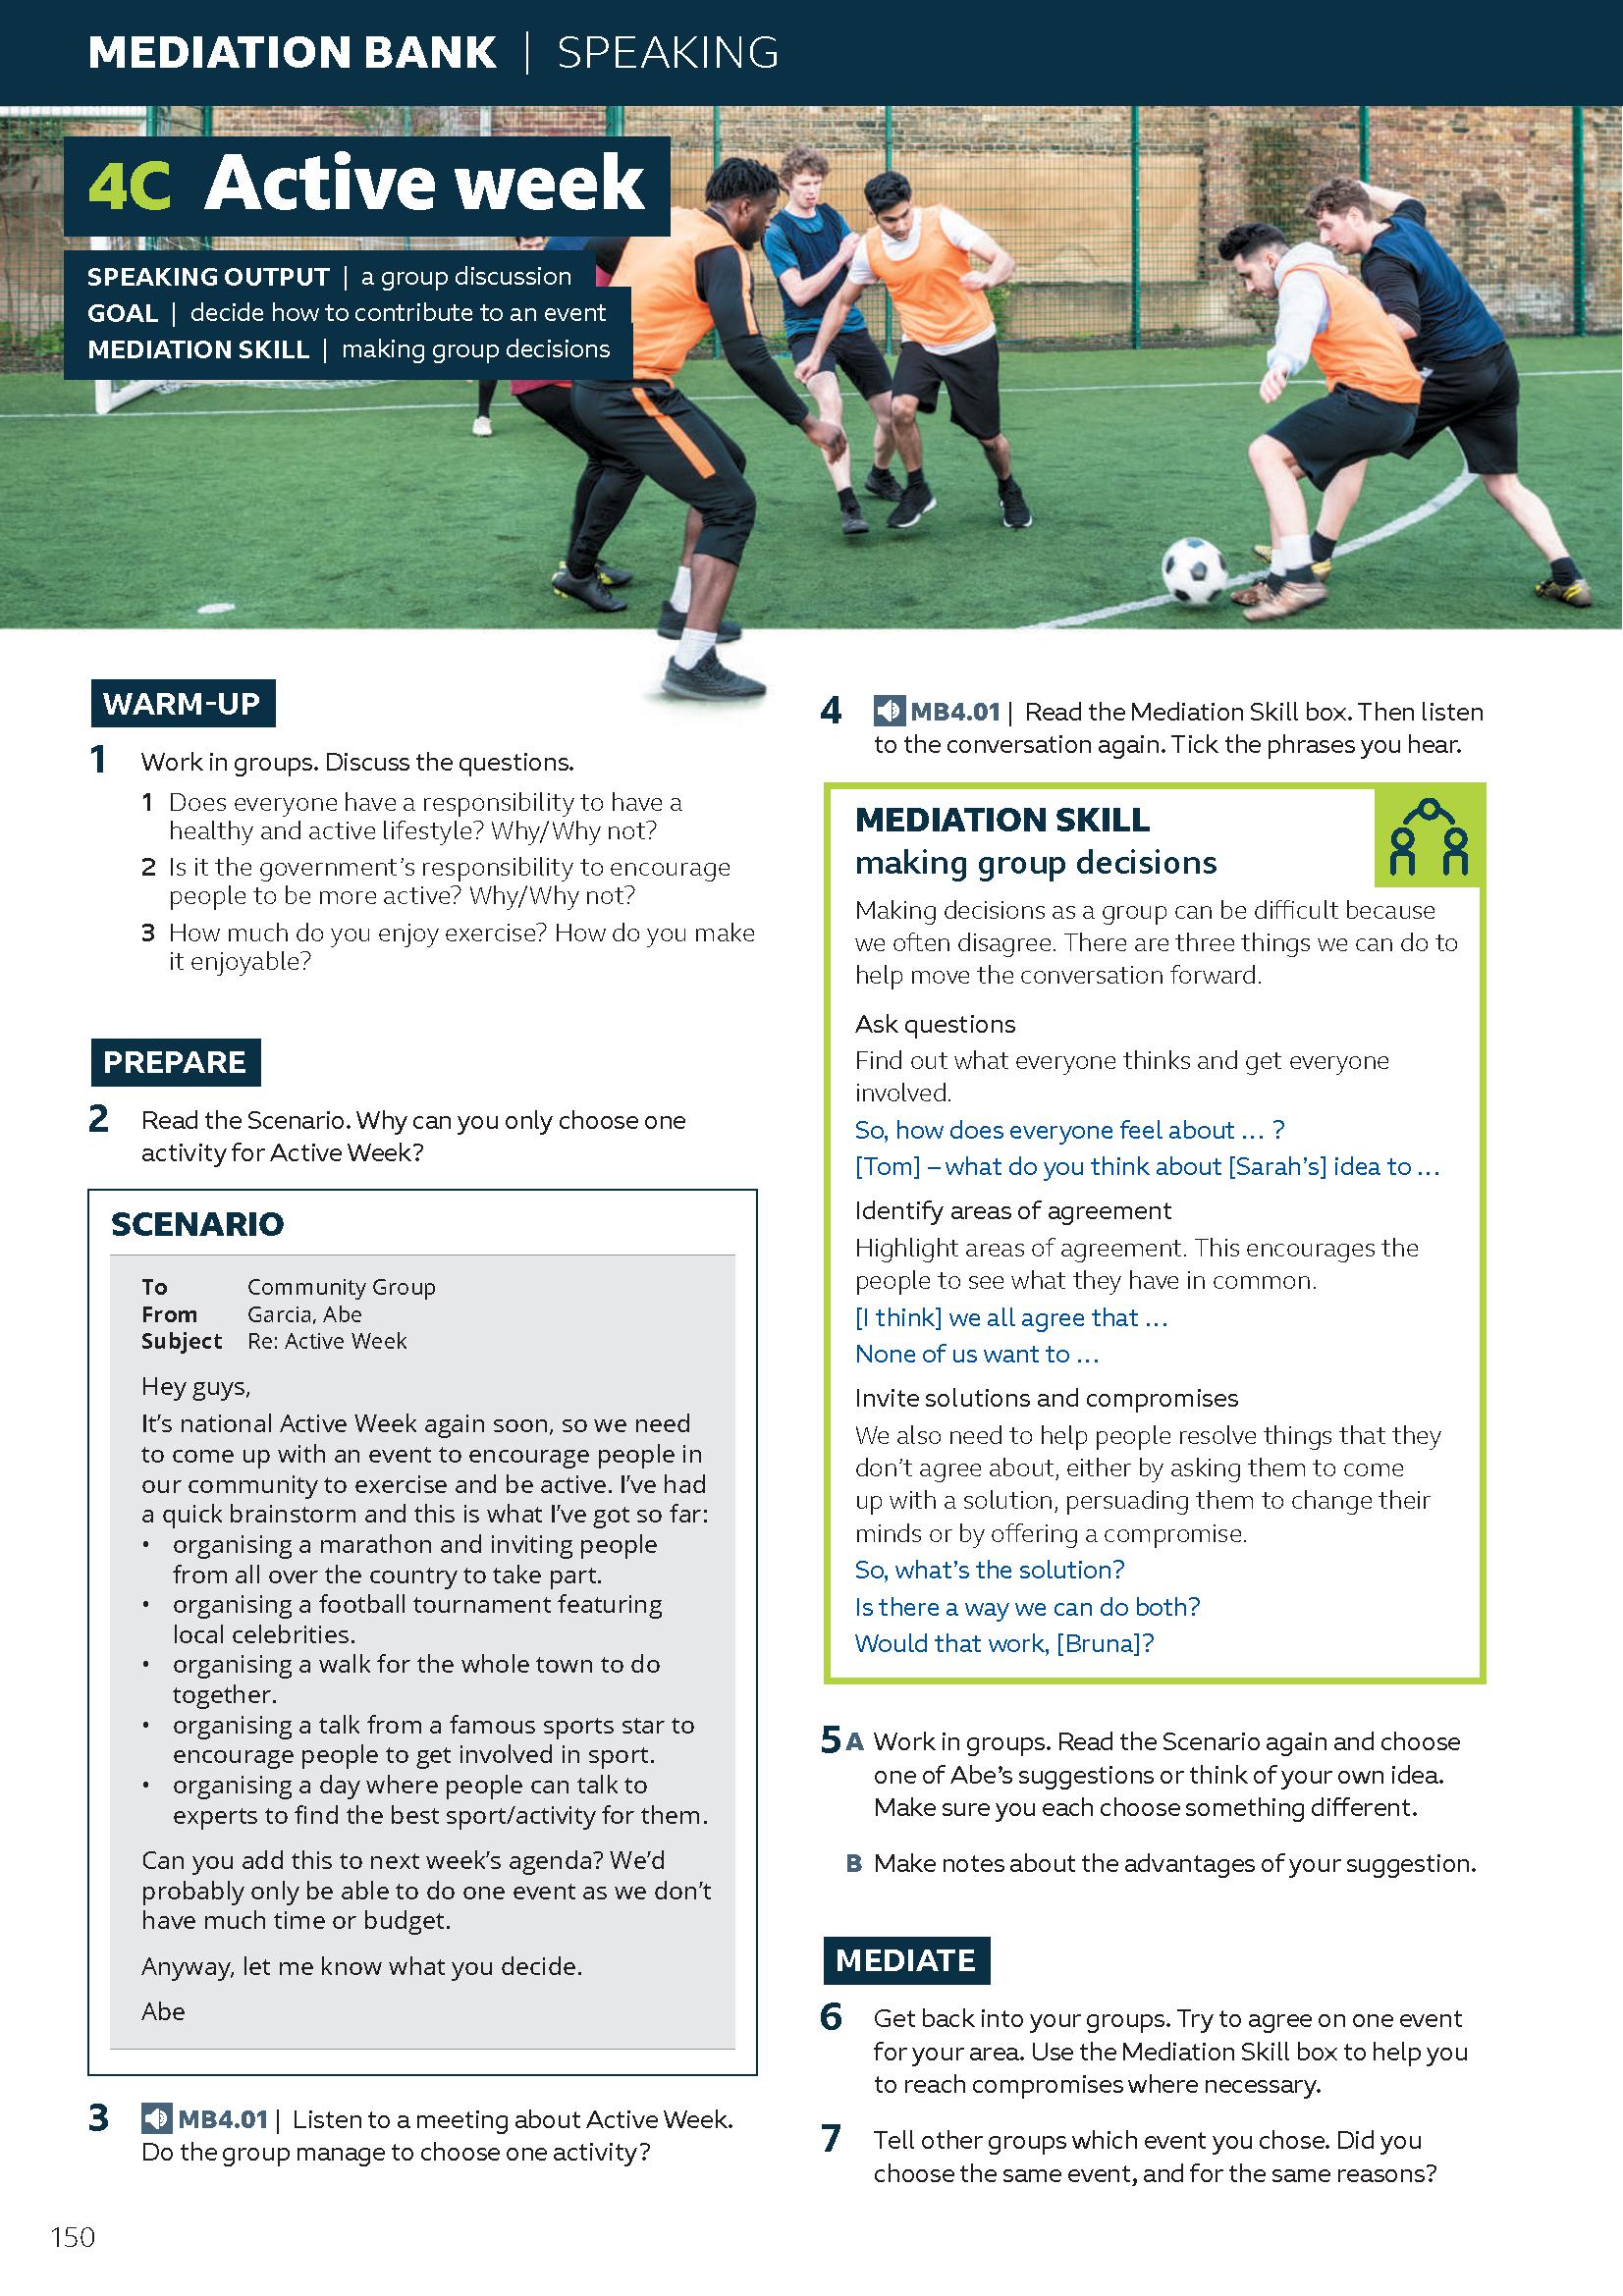 MEDIATION BANK | SPEAKING
4C Active week
SPEAKING OUTPUT | a group discussion
GOAL | decide how to contribute to an event
MEDIATION SKILL | making group decisions
WARM-UP
1 Work in groups. Discuss the questions.
1 Does everyone have a responsibility to have a
healthy and active lifestyle? Why/Why not?
2 Is it the government's responsibility to encourage
people to be more active? Why/Why not?
3 How much do you enjoy exercise? How do you make
it enjoyable?
PREPARE
2 Read the Scenario. Why can you only choose one
activity for Active Week?
SCENARIO
To Community Group
From Garcia, Abe
Subject Re: Active Week
Hey guys,
It's national Active Week again soon, so we need
to come up with an event to encourage people in
our community to exercise and be active. I've had
a quick brainstorm and this is what I've got so far:
• organising a marathon and inviting people
from all over the country to take part.
• organising a football tournament featuring
local celebrities.
• organising a walk for the whole town to do
together.
• organising a talk from a famous sports star to
encourage people to get involved in sport.
• organising a day where people can talk to
experts to find the best sport/activity for them.
Can you add this to next week's agenda? We'd
probably only be able to do one event as we don't
have much time or budget.
Anyway, let me know what you decide.
Abe
3 MB4.01 | Listen to a meeting about Active Week.
Do the group manage to choose one activity?
4 MB4.01 | Read the Mediation Skill box. Then listen
to the conversation again. Tick the phrases you hear.
MEDIATION SKILL
making group decisions
Making decisions as a group can be difficult because
we often disagree. There are three things we can do to
help move the conversation forward.
Ask questions
Find out what everyone thinks and get everyone
involved.
So, how does everyone feel about … ?
[Tom] – what do you think about [Sarah's] idea to …
Identify areas of agreement
Highlight areas of agreement. This encourages the
people to see what they have in common.
[I think] we all agree that …
None of us want to …
Invite solutions and compromises
We also need to help people resolve things that they
don't agree about, either by asking them to come
up with a solution, persuading them to change their
minds or by offering a compromise.
So, what's the solution?
Is there a way we can do both?
Would that work, [Bruna]?
5 A Work in groups. Read the Scenario again and choose
one of Abe's suggestions or think of your own idea.
Make sure you each choose something different.
B Make notes about the advantages of your suggestion.
MEDIATE
6 Get back into your groups. Try to agree on one event
for your area. Use the Mediation Skill box to help you
to reach compromises where necessary.
7 Tell other groups which event you chose. Did you
choose the same event, and for the same reasons?
150